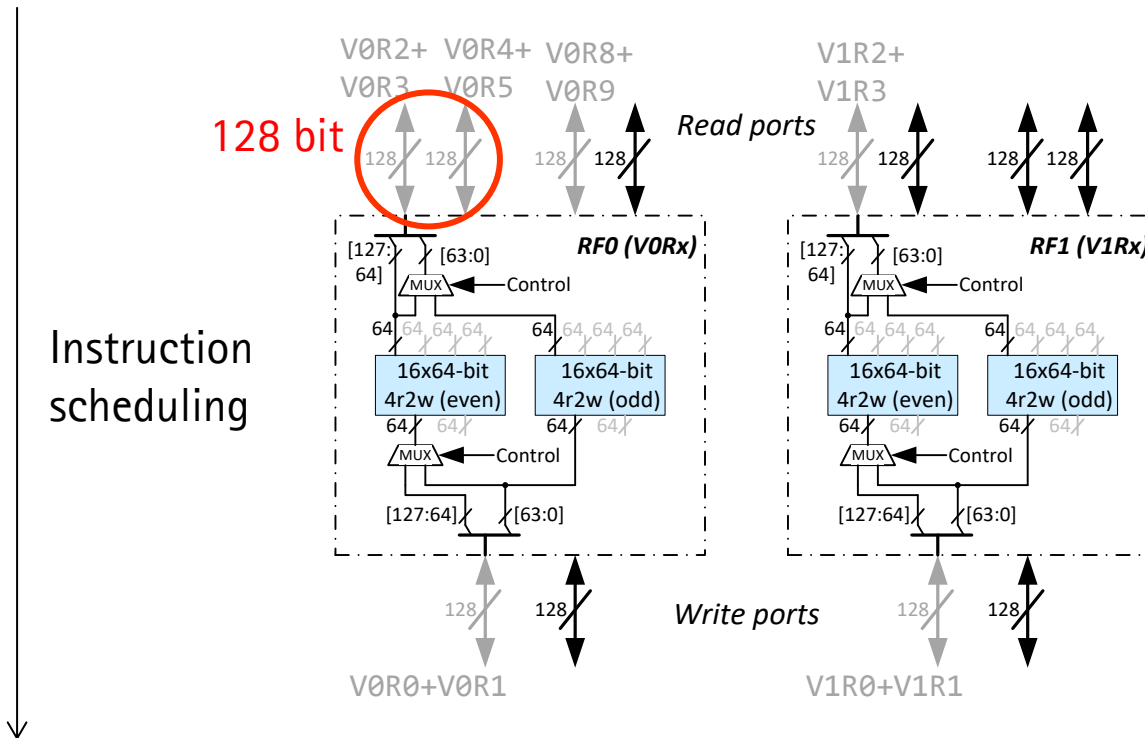 V0R2+ V0R4+ V0R8+ V1R2+
V0R3 V0R5 V0R9 V1R3
128 bit
Read ports
128 128 128 128 128 128 128 128
RF0 (V0Rx) RF1 (V1Rx)
[127: [127:
64] [63:0] 64] [63:0]
MUX Control MUX Control
64 64 64 64 64 64 64 64 64 64 64 64 64 64 64 64
Instruction
scheduling
16x64-bit 16x64-bit 16x64-bit 16x64-bit
4r2w (even) 4r2w (odd) 4r2w (even) 4r2w (odd)
64 64 64 64 64 64 64 64
MUX Control MUX Control
[127:64] [63:0] [127:64] [63:0]
128 128 Write ports 128 128
V0R0+V0R1 V1R0+V1R1